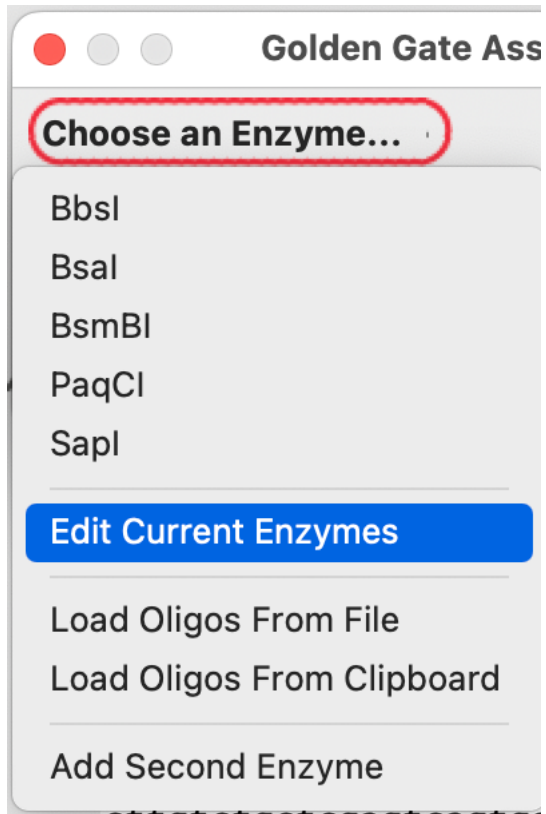 Golden Gate Ass
Choose an Enzyme...
BbsI
BsaI
BsmBI
PaqCI
SapI
Edit Current Enzymes
Load Oligos From File
Load Oligos From Clipboard
Add Second Enzyme